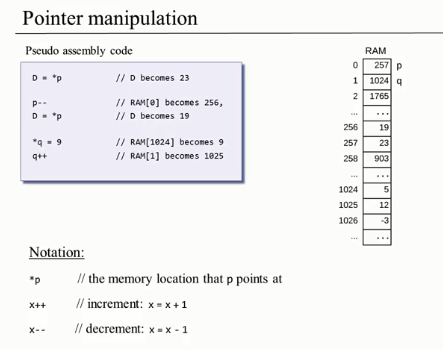 Pointer manipulation
Pseudo assembly code
D = *p // D becomes 23
p-- // RAM[0] becomes 256,
D = *p // D becomes 19
*q = 9 // RAM[1024] becomes 9
q++ // RAM[1] becomes 1025
RAM
0 257 p
1 1024 q
2 1765
... ...
256 19
257 23
258 903
... ...
1024 5
1025 12
1026 -3
... ...
Notation:
*p // the memory location that p points at
x++ // increment: x = x + 1
x-- // decrement: x = x - 1